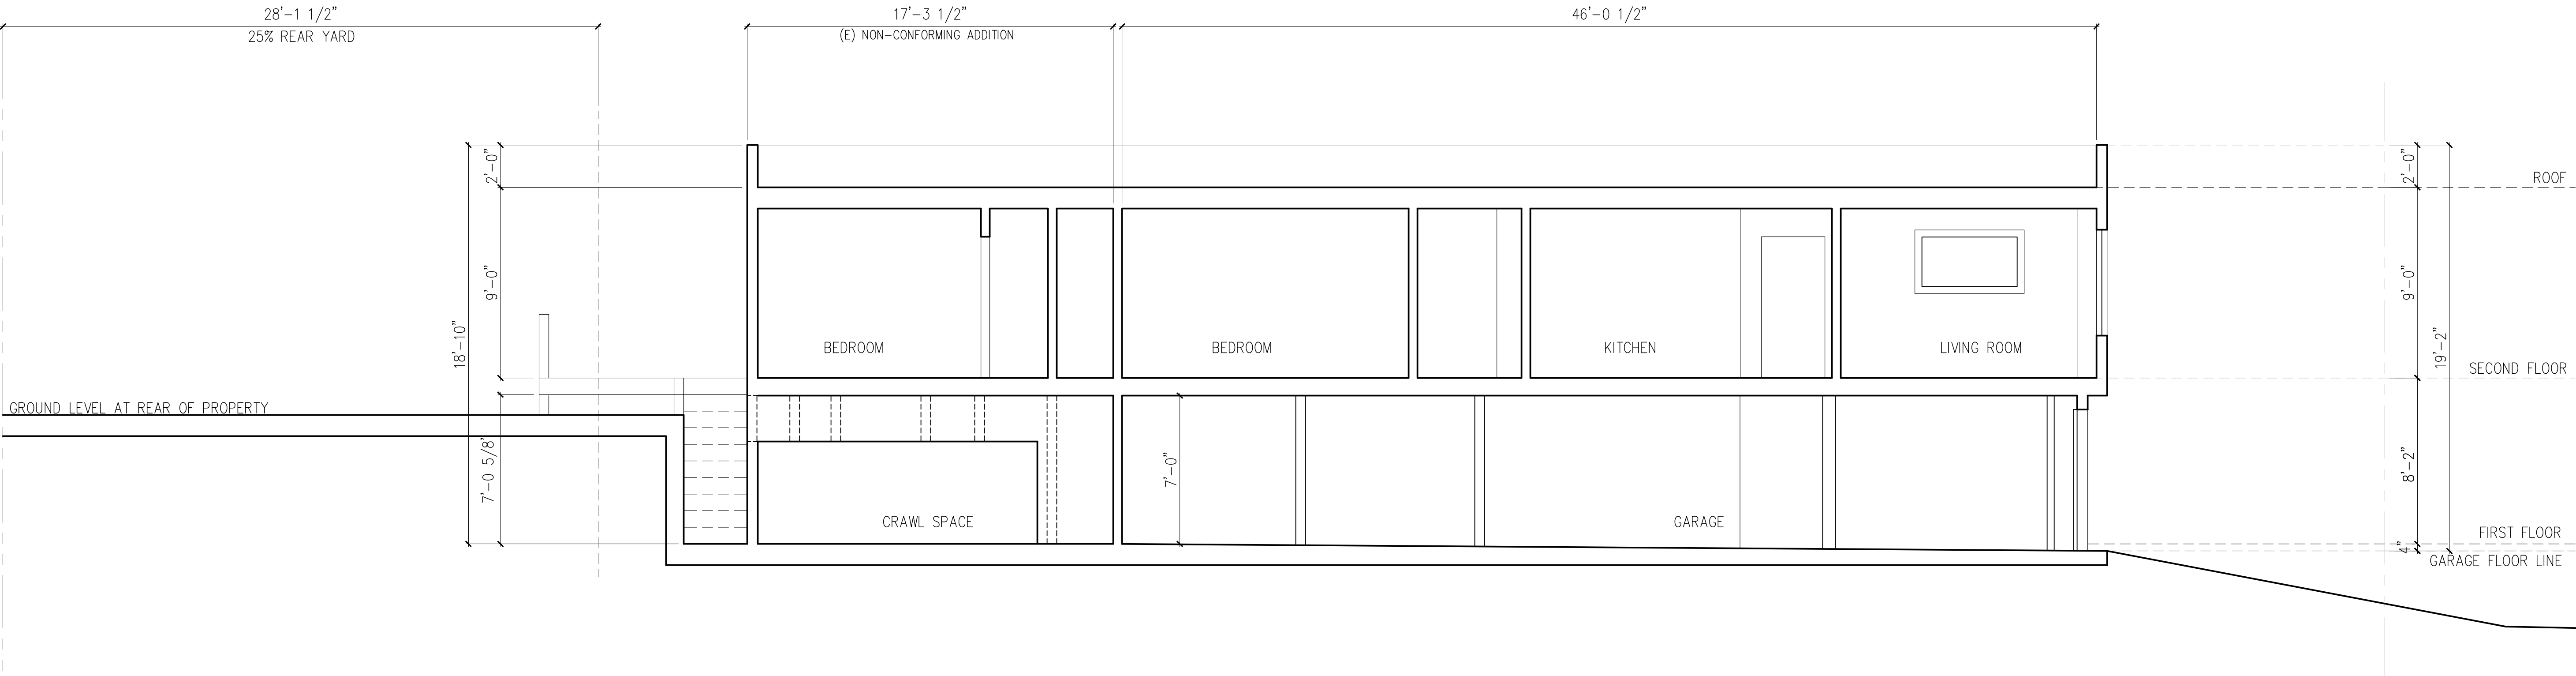 28'-1 1/2"
17'-3 1/2"
46'-0 1/2"
25% REAR YARD
(E) NON-CONFORMING ADDITION
2'-0"
2'-0"
ROOF
9'-0"
9'-0"
18'-10"
19'-2"
BEDROOM
BEDROOM
KITCHEN
LIVING ROOM
SECOND FLOOR
GROUND LEVEL AT REAR OF PROPERTY
7'-0 5/8'
7'-0"
8'-2"
CRAWL SPACE
GARAGE
FIRST FLOOR
4"
GARAGE FLOOR LINE